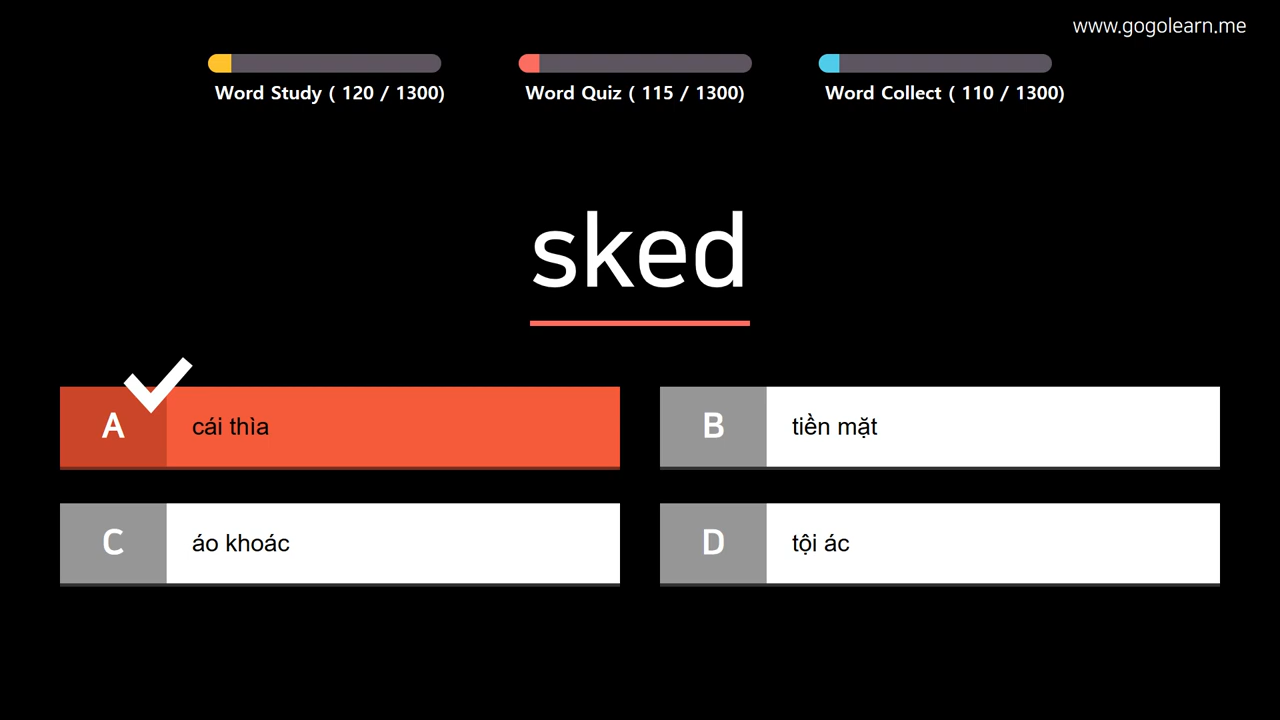 www.gogolearn.me
Word Study ( 120 / 1300)
Word Quiz ( 115 / 1300)
Word Collect ( 110 / 1300)
sked
A cái thìa
B tiền mặt
C áo khoác
D tội ác